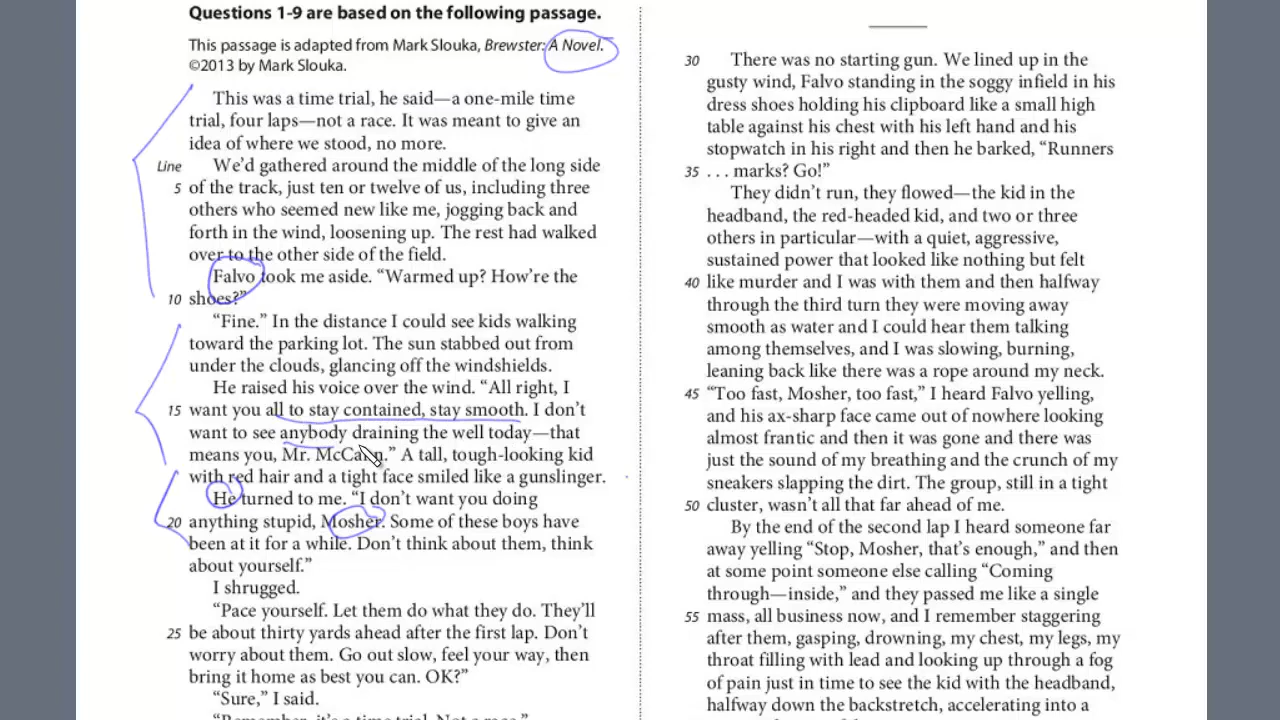 Questions 1-9 are based on the following passage.
This passage is adapted from Mark Slouka, Brewster: A Novel.
©2013 by Mark Slouka.
This was a time trial, he said—a one-mile time
trial, four laps—not a race. It was meant to give an
idea of where we stood, no more.
Line We’d gathered around the middle of the long side
5 of the track, just ten or twelve of us, including three
others who seemed new like me, jogging back and
forth in the wind, loosening up. The rest had walked
over to the other side of the field.
Falvo took me aside. “Warmed up? How’re the
10 shoes?”
“Fine.” In the distance I could see kids walking
toward the parking lot. The sun stabbed out from
under the clouds, glancing off the windshields.
He raised his voice over the wind. “All right, I
15 want you all to stay contained, stay smooth. I don’t
want to see anybody draining the well today—that
means you, Mr. McCann.” A tall, tough-looking kid
with red hair and a tight face smiled like a gunslinger.
He turned to me. “I don’t want you doing
20 anything stupid, Mosher. Some of these boys have
been at it for a while. Don’t think about them, think
about yourself.”
I shrugged.
“Pace yourself. Let them do what they do. They’ll
25 be about thirty yards ahead after the first lap. Don’t
worry about them. Go out slow, feel your way, then
bring it home as best you can. OK?”
“Sure,” I said.
“Remember, it’s a time trial. Not a race.”
30 There was no starting gun. We lined up in the
gusty wind, Falvo standing in the soggy infield in his
dress shoes holding his clipboard like a small high
table against his chest with his left hand and his
stopwatch in his right and then he barked, “Runners
35 . . . marks? Go!”
They didn’t run, they flowed—the kid in the
headband, the red-headed kid, and two or three
others in particular—with a quiet, aggressive,
sustained power that looked like nothing but felt
40 like murder and I was with them and then halfway
through the third turn they were moving away
smooth as water and I could hear them talking
among themselves, and I was slowing, burning,
leaning back like there was a rope around my neck.
45 “Too fast, Mosher, too fast,” I heard Falvo yelling,
and his ax-sharp face came out of nowhere looking
almost frantic and then it was gone and there was
just the sound of my breathing and the crunch of my
sneakers slapping the dirt. The group, still in a tight
50 cluster, wasn’t all that far ahead of me.
By the end of the second lap I heard someone far
away yelling “Stop, Mosher, that’s enough,” and then
at some point someone else calling “Coming
through—inside,” and they passed me like a single
55 mass, all business now, and I remember staggering
after them, gasping, drowning, my chest, my legs, my
throat filling with lead and looking up through a fog
of pain just in time to see the kid with the headband,
halfway down the backstretch, accelerating into a